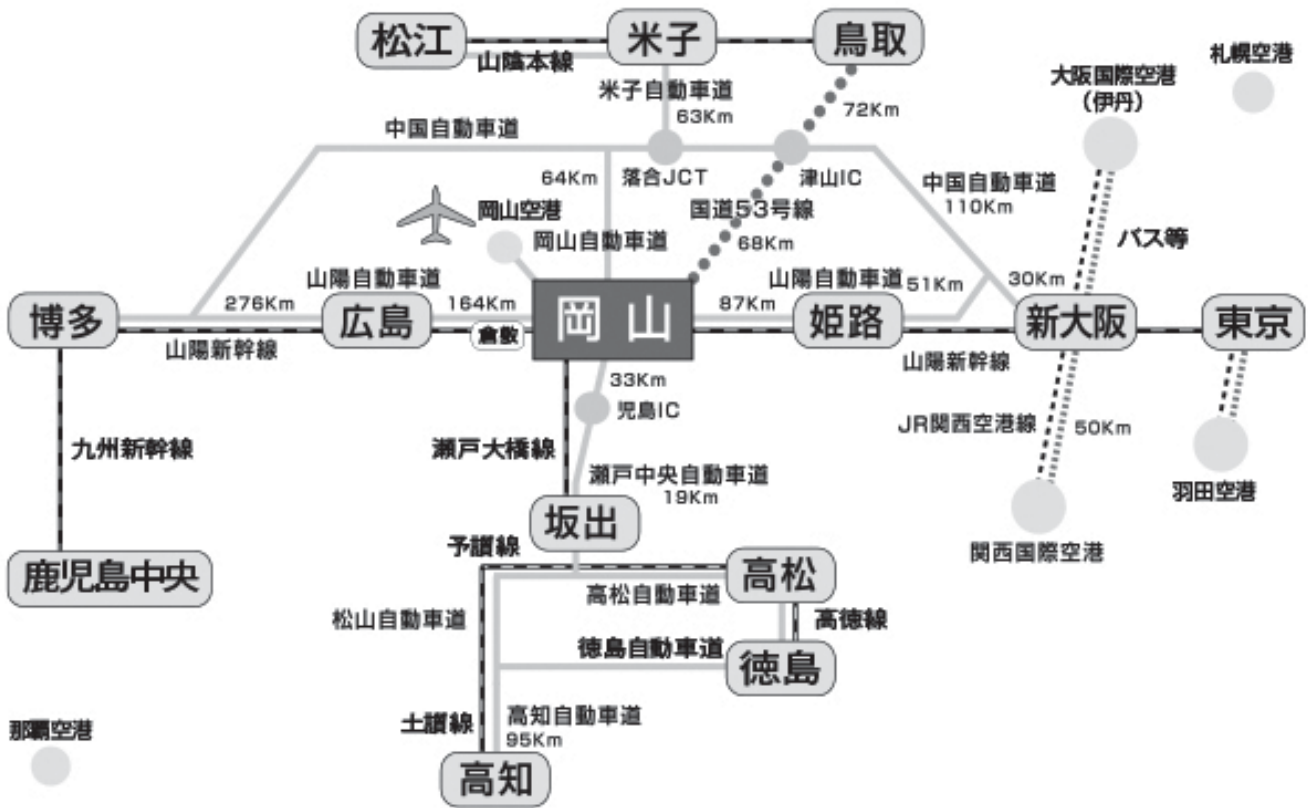 松江
米子
鳥取
山陰本線
札幌空港
大阪国際空港
（伊丹）
米子自動車道
63Km
72Km
中国自動車道
64Km
落合JCT
津山IC
中国自動車道
110Km
岡山空港
国道53号線
岡山自動車道
68Km
バス等
山陽自動車道
山陽自動車道
51Km
30Km
博多
276Km
広島
164Km
岡山
87Km
姫路
新大阪
東京
倉敷
山陽新幹線
山陽新幹線
33Km
児島IC
JR関西空港線
50Km
九州新幹線
瀬戸大橋線
瀬戸中央自動車道
19Km
羽田空港
坂出
関西国際空港
予讃線
鹿児島中央
高松
高松自動車道
松山自動車道
高徳線
徳島自動車道
徳島
土讃線
高知自動車道
95Km
那覇空港
高知